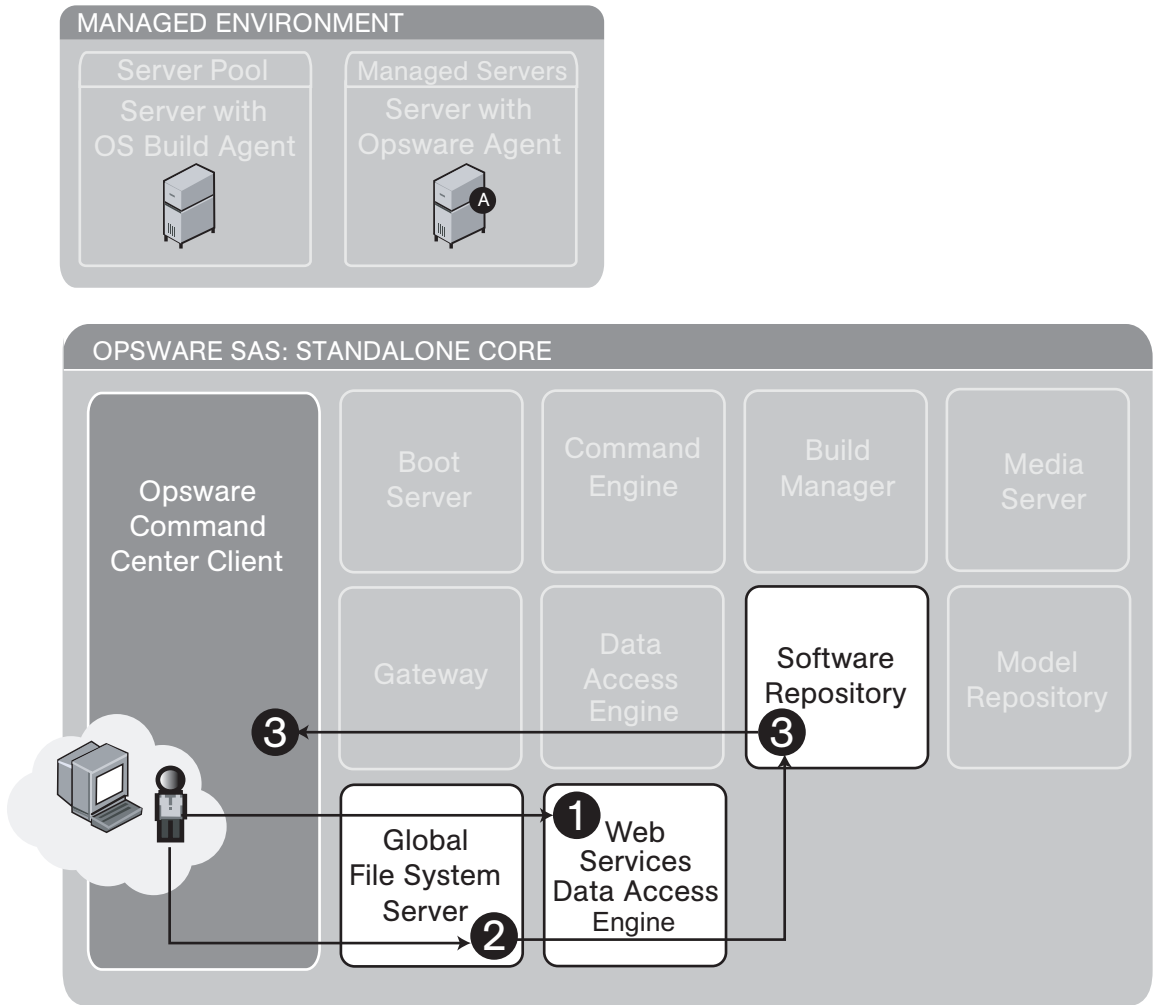 MANAGED ENVIRONMENT
Server Pool
Server with
OS Build Agent
Managed Servers
Server with
Opsware Agent
A
OPSWARE SAS: STANDALONE CORE
Opsware
Command
Center Client
Boot
Server
Command
Engine
Build
Manager
Media
Server
Gateway
Data
Access
Engine
Software
Repository
Model
Repository
3
3
Global
File System
Server
2
1
Web
Services
Data Access
Engine